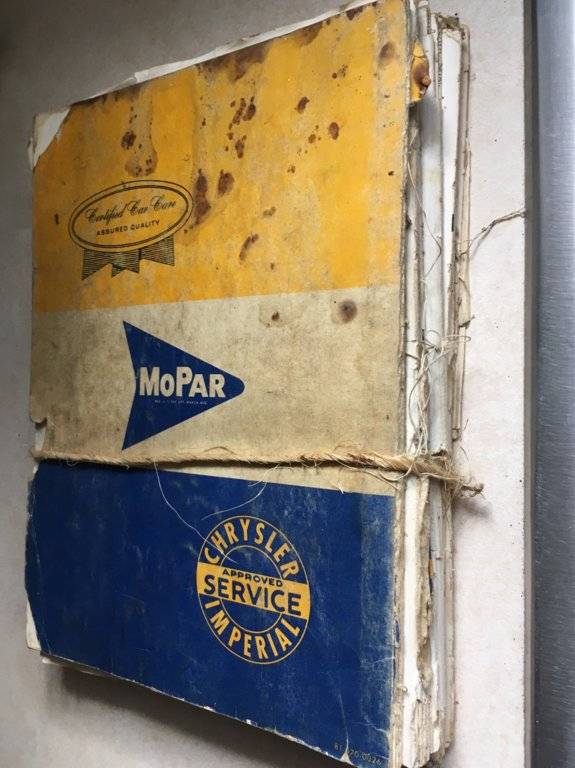 Certified Car Care
ASSURED QUALITY
MOPAR
CHRYSLER
APPROVED
SERVICE
IMPERIAL